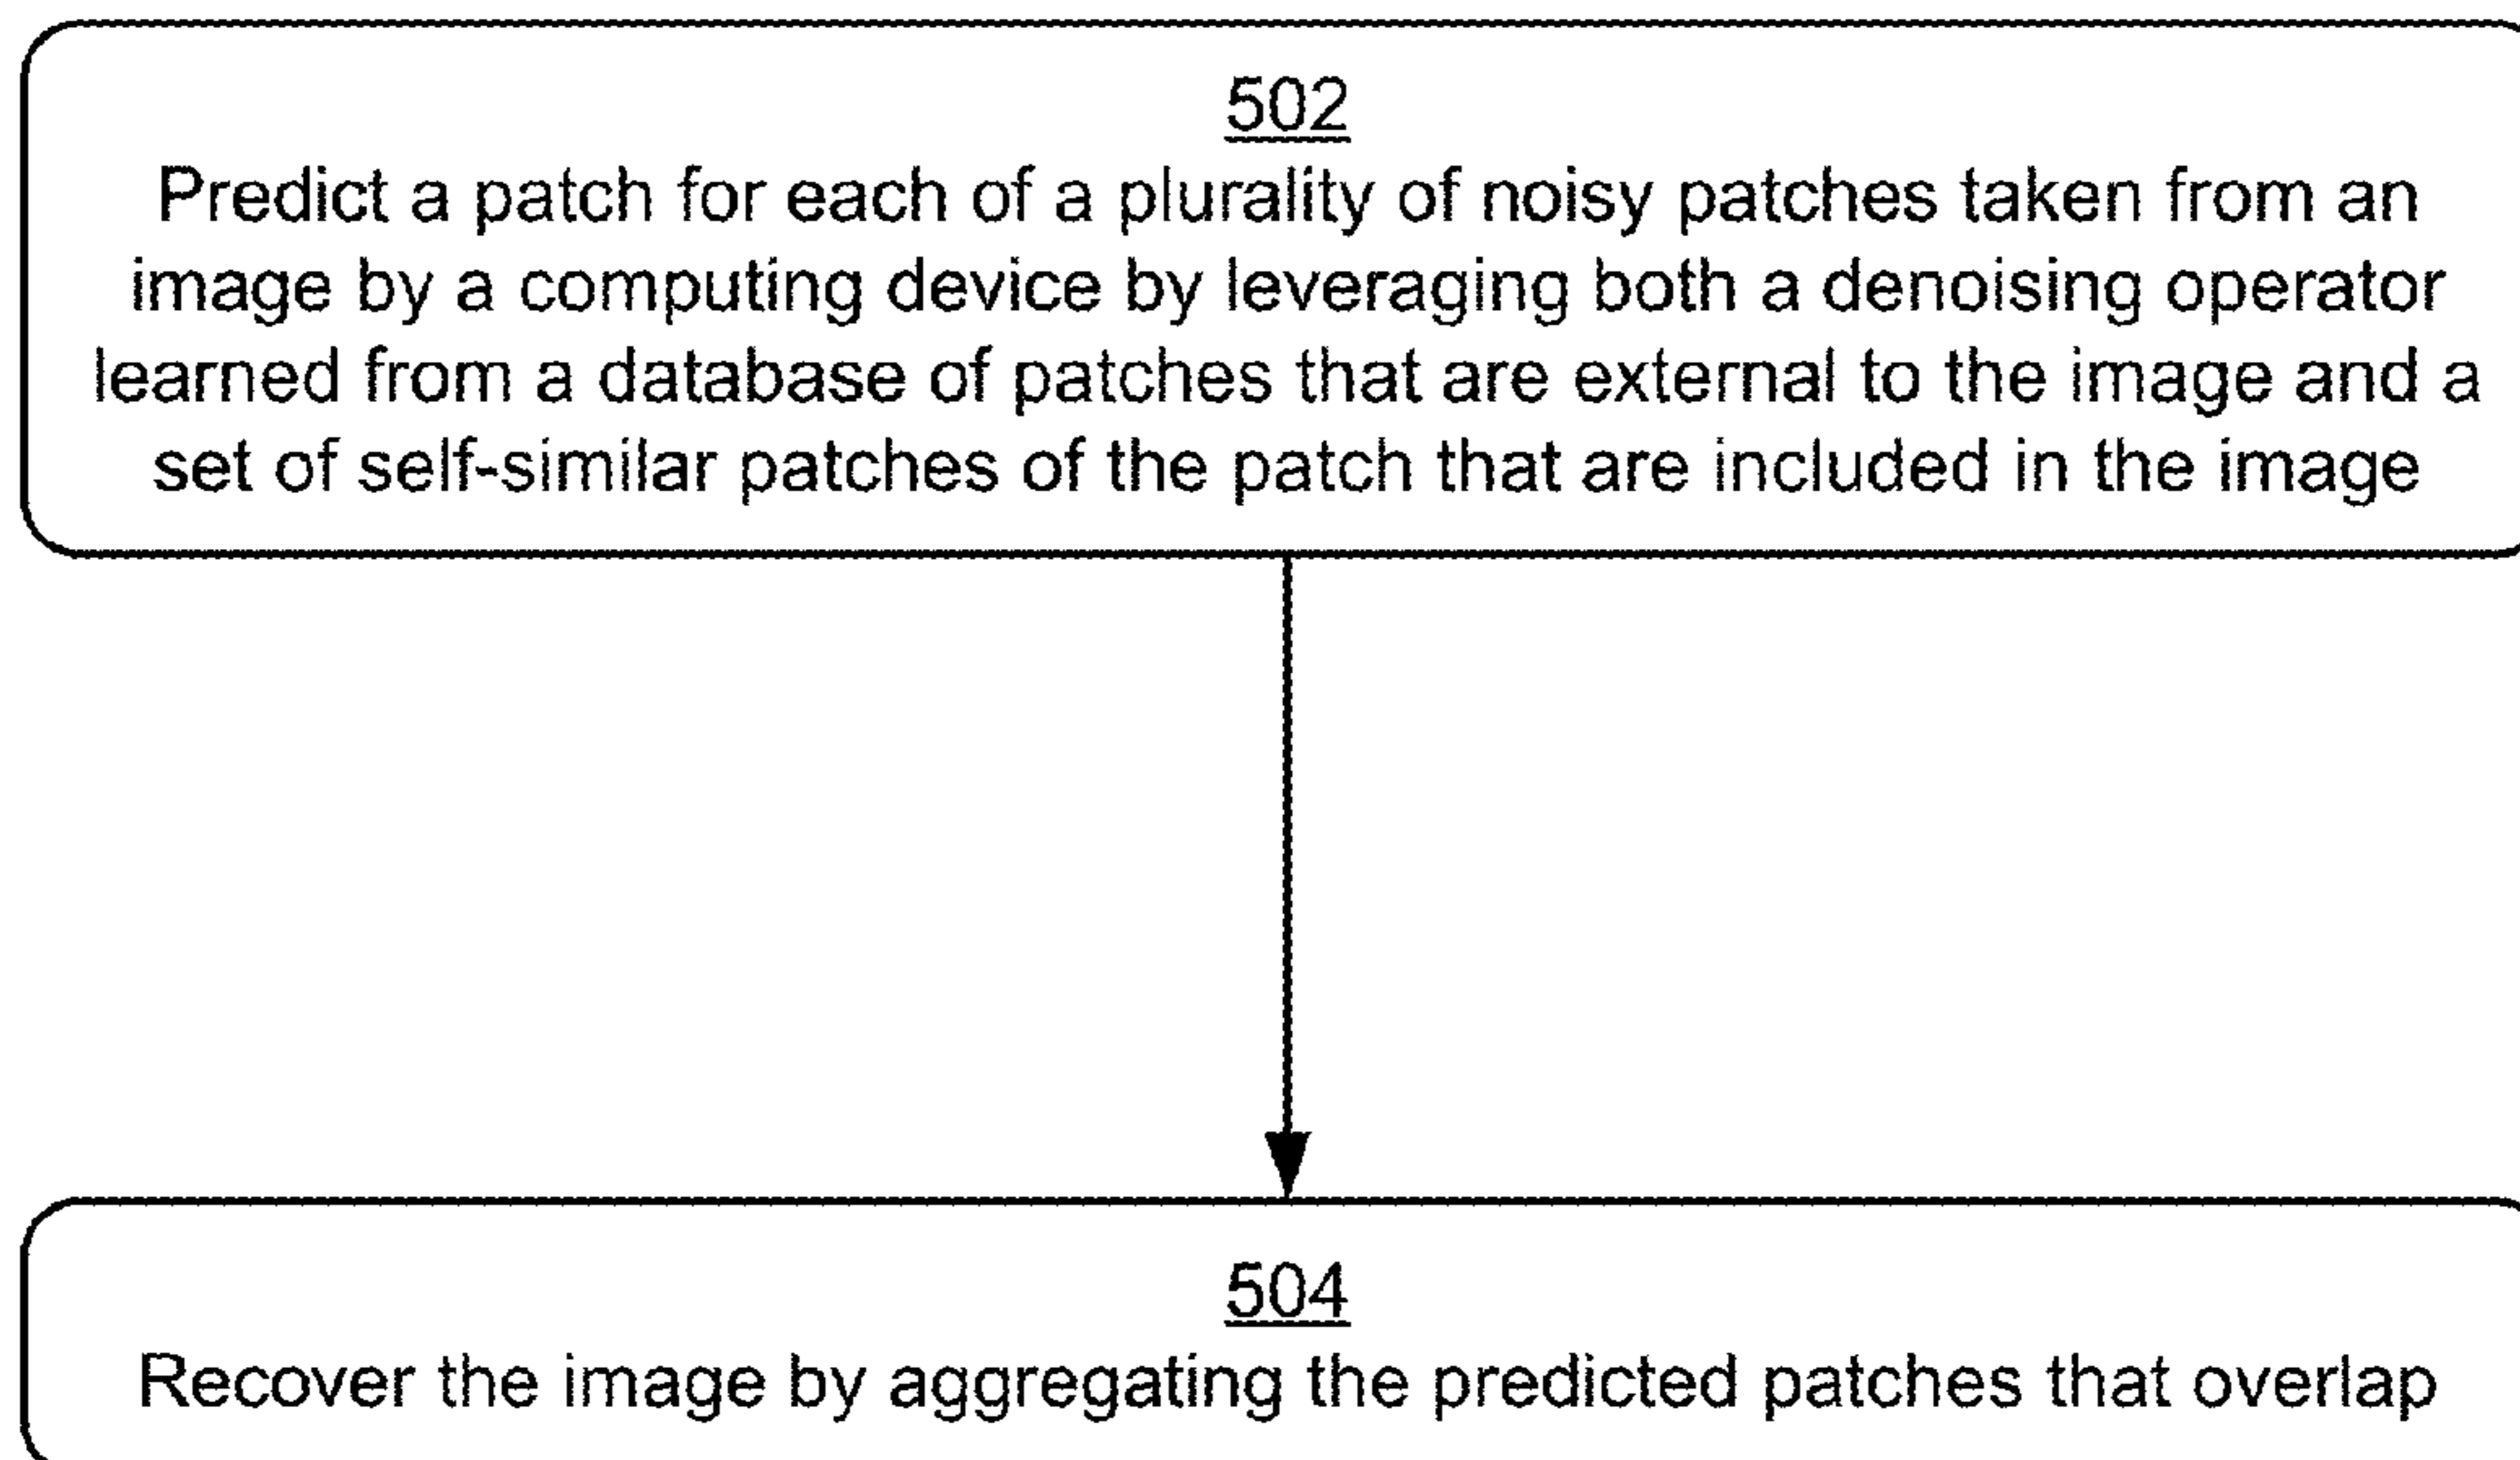 502
Predict a patch for each of a plurality of noisy patches taken from an
image by a computing device by leveraging both a denoising operator
learned from a database of patches that are external to the image and a
set of self-similar patches of the patch that are included in the image
504
Recover the image by aggregating the predicted patches that overlap